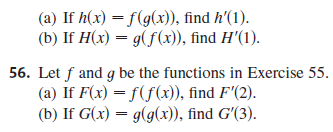 (a) If h(x) = f(g(x)), find h′(1).
(b) If H(x) = g(f(x)), find H′(1).
56. Let f and g be the functions in Exercise 55.
(a) If F(x) = f(f(x)), find F′(2).
(b) If G(x) = g(g(x)), find G′(3).